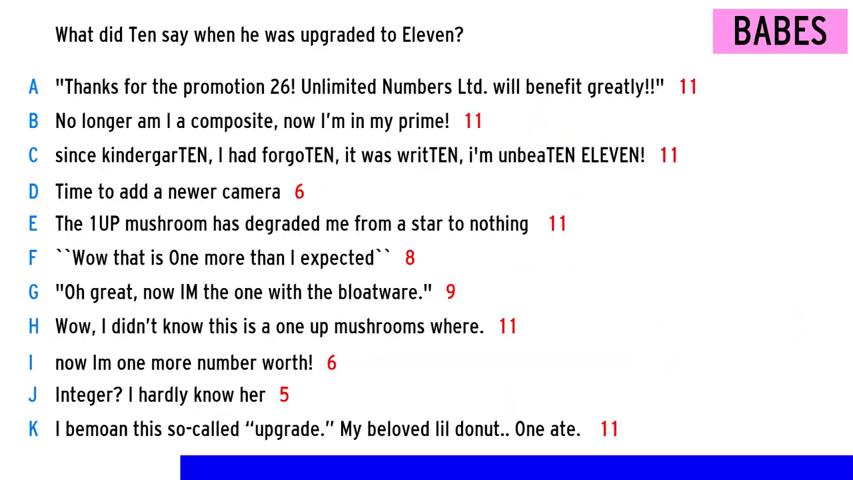 What did Ten say when he was upgraded to Eleven?
BABES
A "Thanks for the promotion 26! Unlimited Numbers Ltd. will benefit greatly!!" 11
B No longer am I a composite, now I'm in my prime! 11
C since kindergarTEN, I had forgoTEN, it was writTEN, i'm unbeaTEN ELEVEN! 11
D Time to add a newer camera 6
E The 1UP mushroom has degraded me from a star to nothing 11
F ``Wow that is One more than I expected`` 8
G "Oh great, now IM the one with the bloatware." 9
H Wow, I didn't know this is a one up mushrooms where. 11
I now Im one more number worth! 6
J Integer? I hardly know her 5
K I bemoan this so-called “upgrade.” My beloved lil donut.. One ate. 11